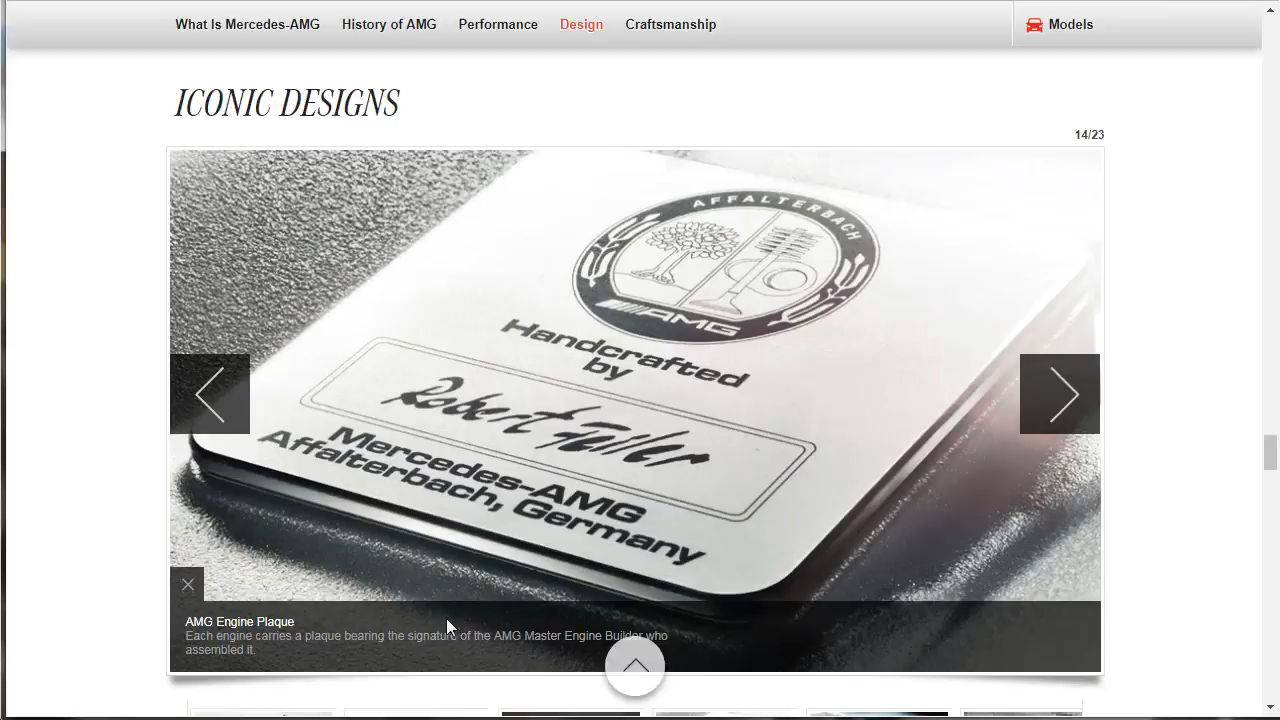 What Is Mercedes-AMG
History of AMG
Performance
Design
Craftsmanship
Models
ICONIC DESIGNS
14/23
AFFALTERBACH
AMG
Handcrafted
by
Robert Fuller
Mercedes-AMG
Affalterbach, Germany
AMG Engine Plaque
Each engine carries a plaque bearing the signature of the AMG Master Engine Builder who
assembled it.